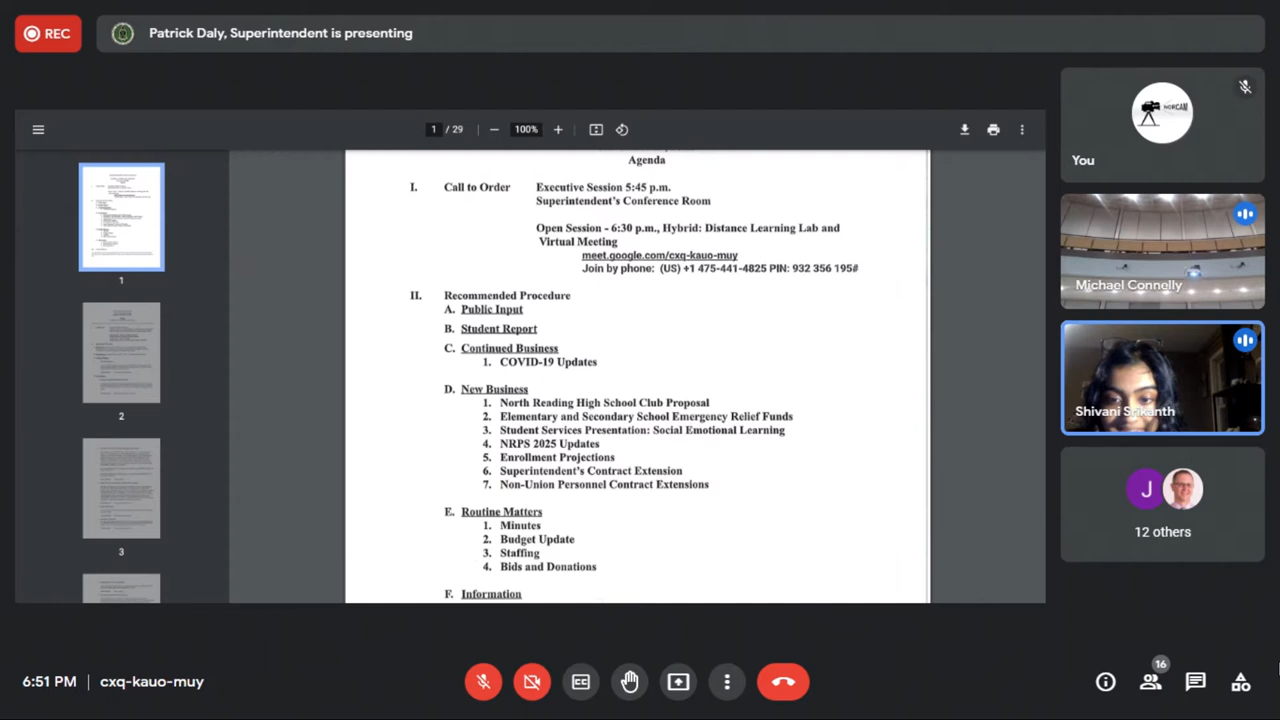 REC
Patrick Daly, Superintendent is presenting
1 / 29
100%
1
2
3
Agenda
I. Call to Order Executive Session 5:45 p.m.
Superintendent's Conference Room
Open Session - 6:30 p.m., Hybrid: Distance Learning Lab and
Virtual Meeting
meet.google.com/cxq-kauo-muy
Join by phone: (US) +1 475-441-4825 PIN: 932 356 195#
II. Recommended Procedure
A. Public Input
B. Student Report
C. Continued Business
1. COVID-19 Updates
D. New Business
1. North Reading High School Club Proposal
2. Elementary and Secondary School Emergency Relief Funds
3. Student Services Presentation: Social Emotional Learning
4. NRPS 2025 Updates
5. Enrollment Projections
6. Superintendent's Contract Extension
7. Non-Union Personnel Contract Extensions
E. Routine Matters
1. Minutes
2. Budget Update
3. Staffing
4. Bids and Donations
F. Information
NORCAM
You
Michael Connelly
Shivani Srikanth
J
12 others
6:51 PM | cxq-kauo-muy
CC
16